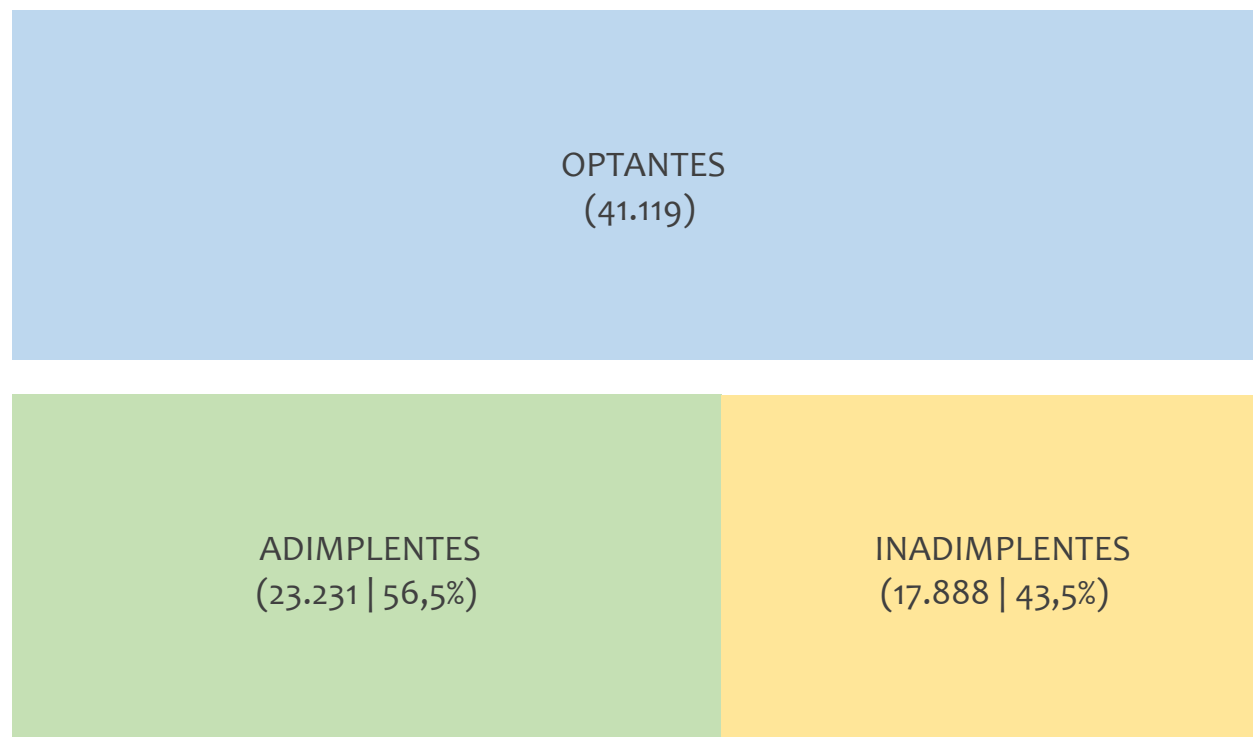 OPTANTES
(41.119)
ADIMPLENTES
(23.231 | 56,5%)
INADIMPLENTES
(17.888 | 43,5%)